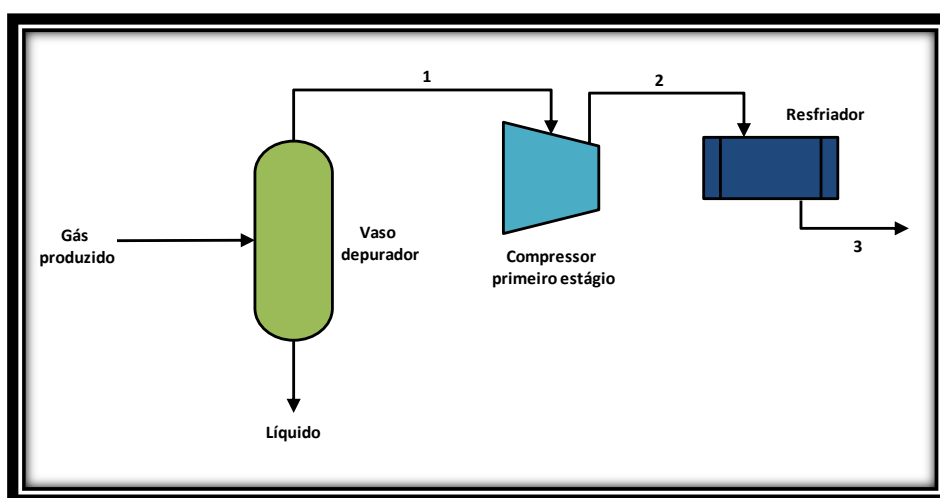 1
2
Resfriador
Gás
produzido
Vaso
depurador
Compressor
primeiro estágio
3
Líquido